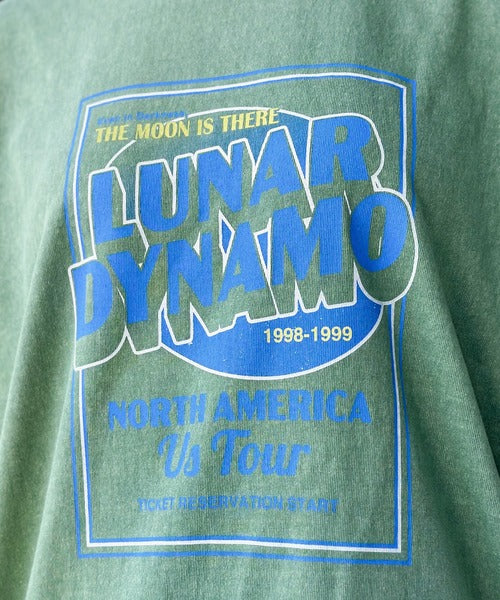 THE MOON IS THERE
LUNAR
DYNAMO
1998-1999
NORTH AMERICA
Us Tour
TICKET RESERVATION START